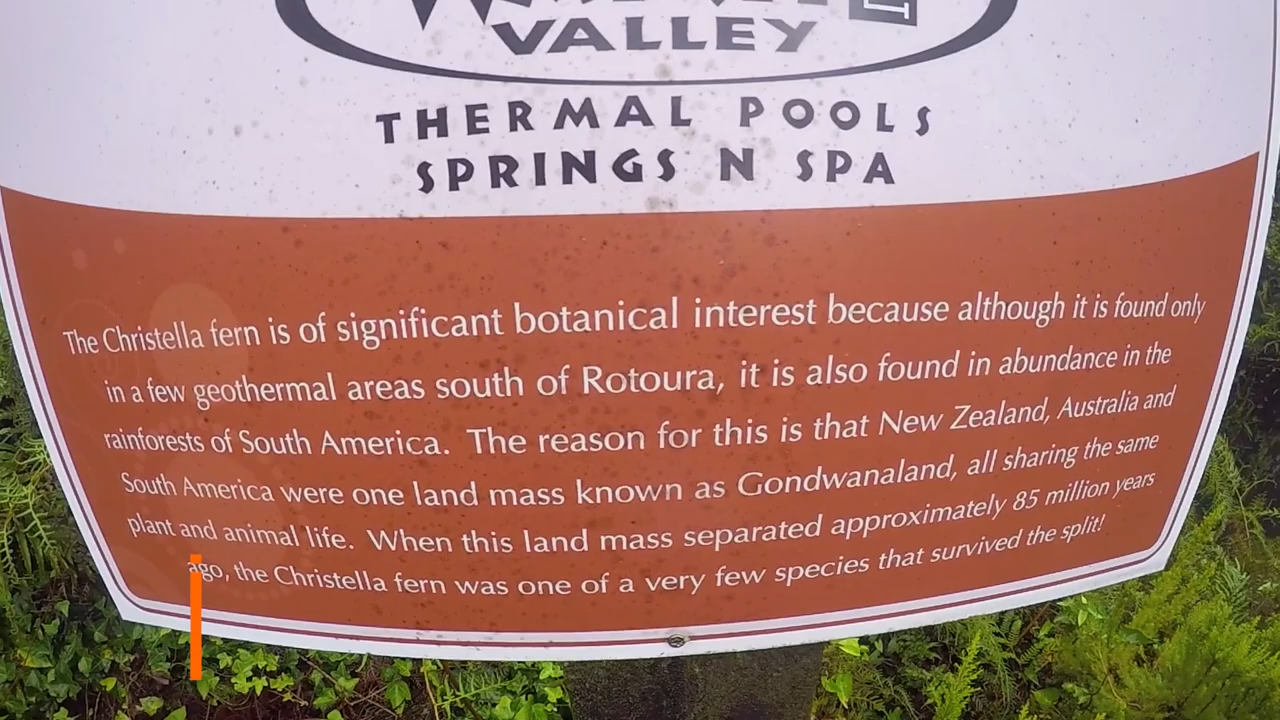 VALLEY
THERMAL POOLS
SPRINGS N SPA
The Christella fern is of significant botanical interest because although it is found only
in a few geothermal areas south of Rotoura, it is also found in abundance in the
rainforests of South America. The reason for this is that New Zealand, Australia and
South America were one land mass known as Gondwanaland, all sharing the same
plant and animal life. When this land mass separated approximately 85 million years
ago, the Christella fern was one of a very few species that survived the split!